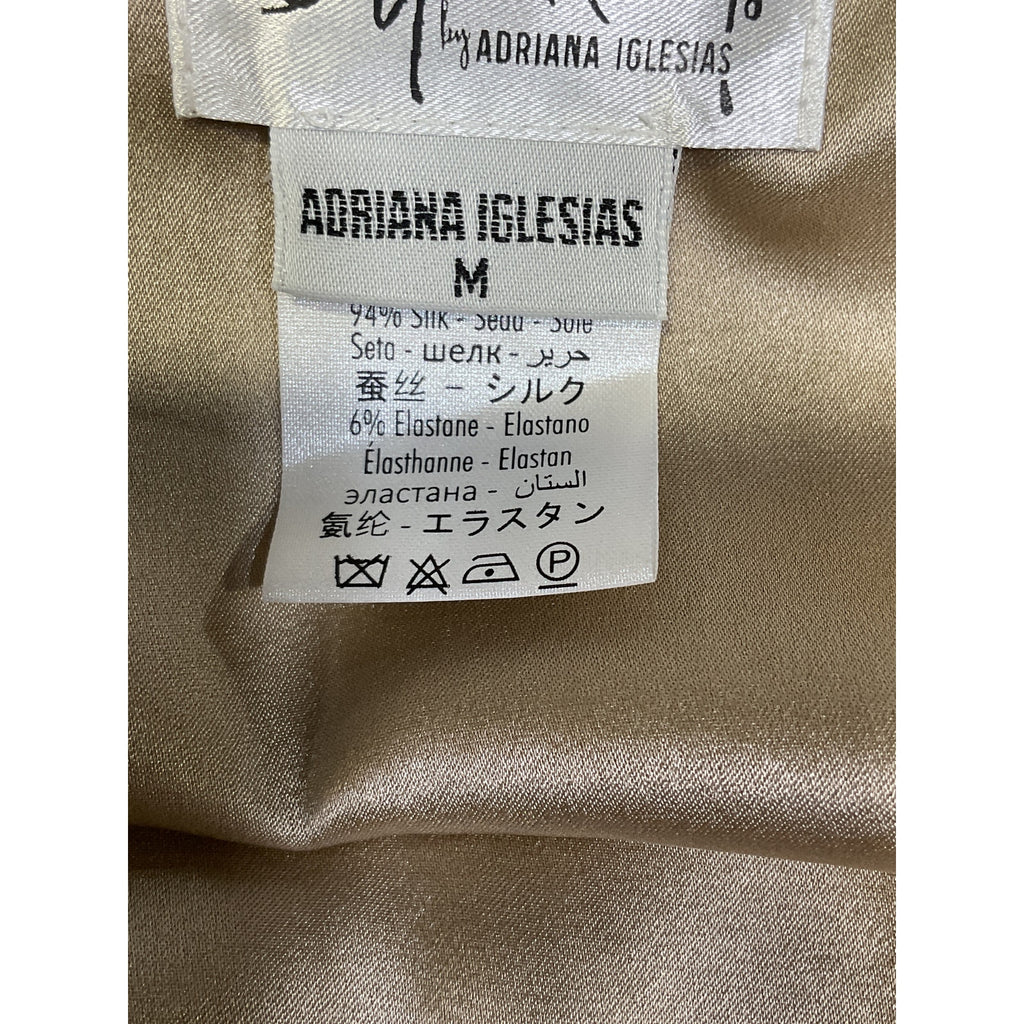 by ADRIANA IGLESIAS
ADRIANA IGLESIAS
M
94% Silk - Seda - Soie
Seta - шелк - حرير
蚕丝 - シルク
6% Elastane - Elastano
Élasthanne - Elastan
эластана - الستان
氨纶 - エラスタン
P